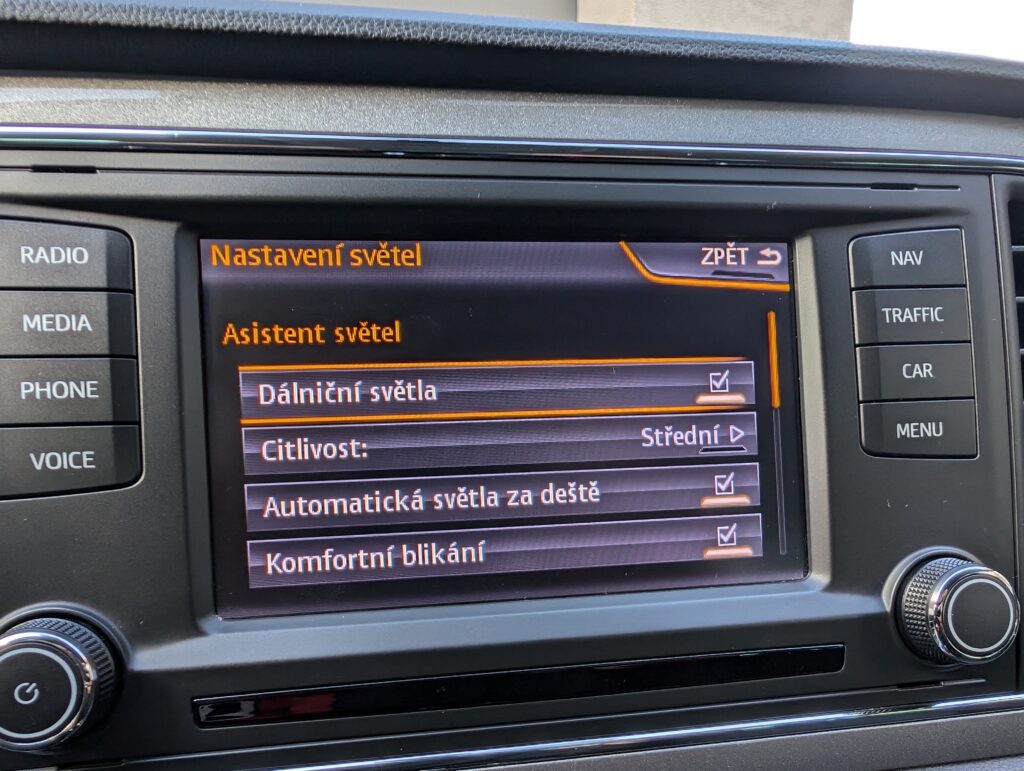 RADIO
MEDIA
PHONE
VOICE
Nastavení světel
ZPĚT
Asistent světel
Dálniční světla
Citlivost: Střední
Automatická světla za deště
Komfortní blikání
NAV
TRAFFIC
CAR
MENU